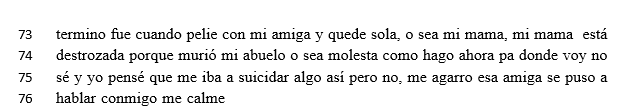 73 termino fue cuando pelie con mi amiga y quede sola, o sea mi mama, mi mama está
74 destrozada porque murió mi abuelo o sea molesta como hago ahora pa donde voy no
75 sé y yo pensé que me iba a suicidar algo así pero no, me agarro esa amiga se puso a
76 hablar conmigo me calme